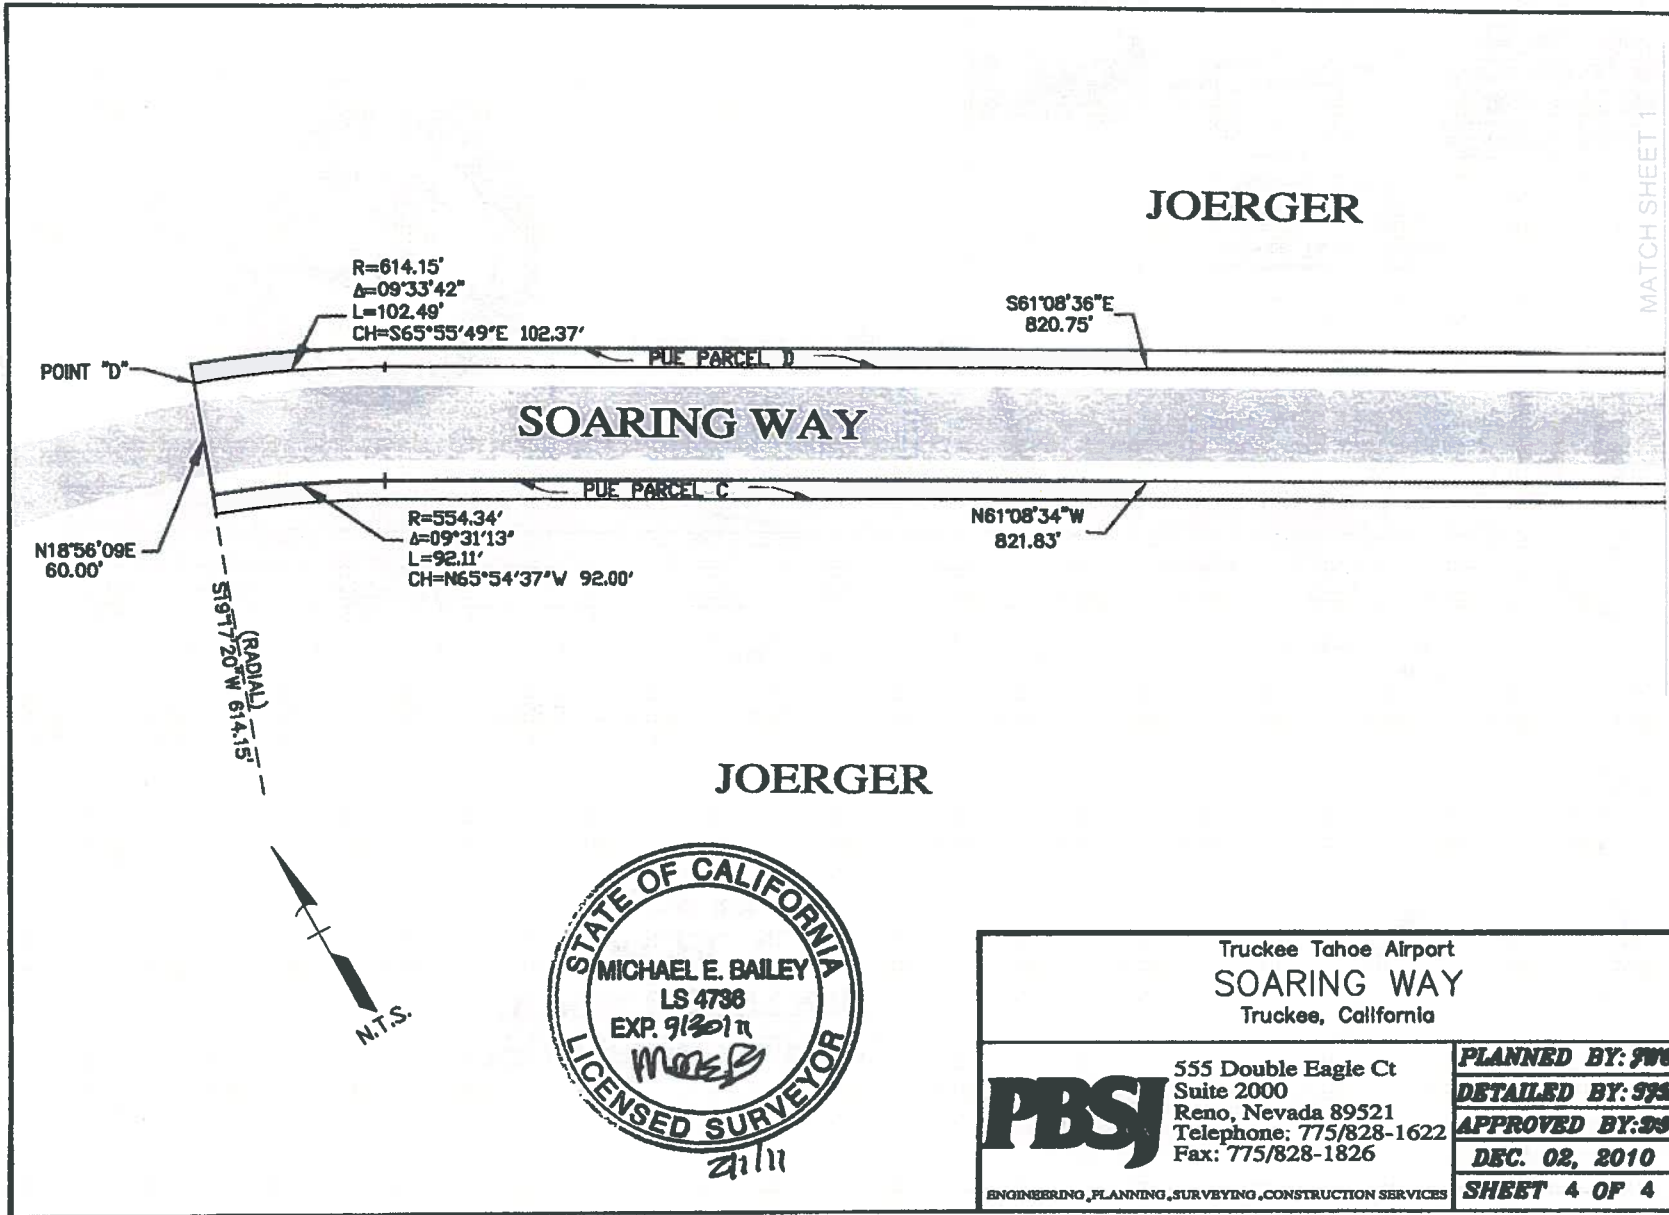 MATCH SHEET 1
JOERGER
R=614.15'
Δ=09°33'42"
L=102.49'
CH=S65°55'49"E 102.37'
S61°08'36"E
820.75'
POINT "D"
PUE PARCEL D
SOARING WAY
PUE PARCEL C
N18°56'09E
60.00'
R=554.34'
Δ=09°31'13"
L=92.11'
CH=N65°54'37"W 92.00'
N61°08'34"W
821.83'
(RADIAL)
S19°17'20"W 614.15'
JOERGER
N.T.S.
STATE OF CALIFORNIA
MICHAEL E. BAILEY
LS 4736
EXP. 9/30/11
LICENSED SURVEYOR
2/1/11
Truckee Tahoe Airport
SOARING WAY
Truckee, California
PBSJ
555 Double Eagle Ct
Suite 2000
Reno, Nevada 89521
Telephone: 775/828-1622
Fax: 775/828-1826
ENGINEERING, PLANNING, SURVEYING, CONSTRUCTION SERVICES
PLANNED BY:
DETAILED BY:
APPROVED BY:
DEC. 02, 2010
SHEET 4 OF 4